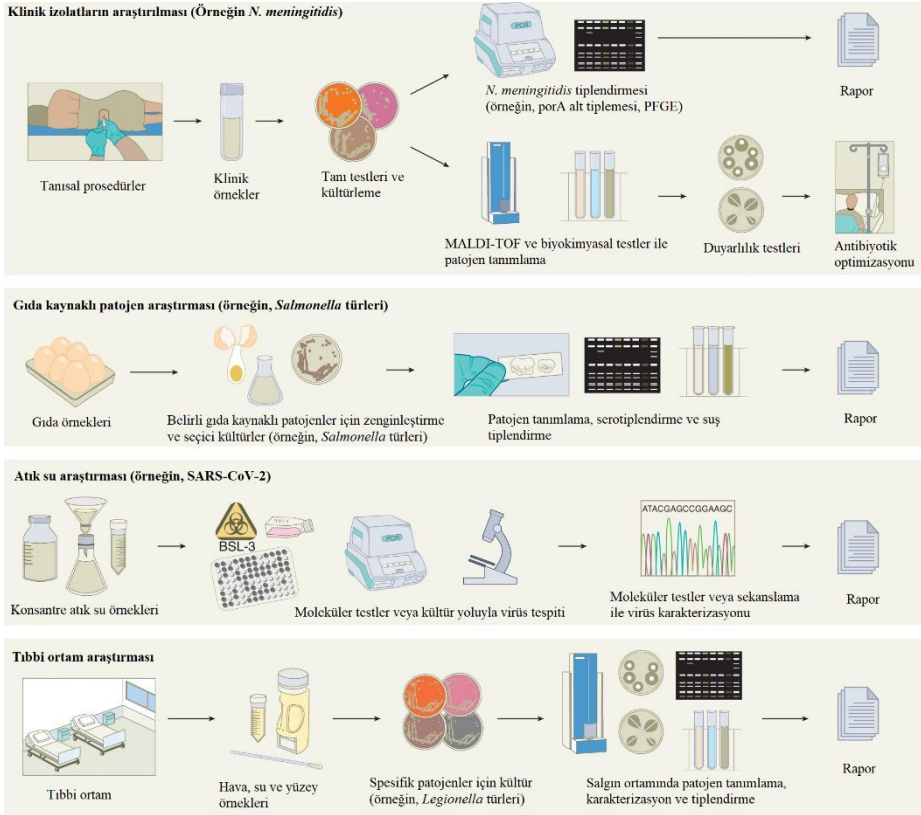 Klinik izolatların araştırılması (Örneğin N. meningitidis)
Tanısal prosedürler
Klinik
örnekler
Tanı testleri ve
kültürleme
N. meningitidis tiplendirmesi
(örneğin, porA alt tiplemesi, PFGE)
Rapor
MALDI-TOF ve biyokimyasal testler ile
patojen tanımlama
Duyarlılık testleri
Antibiyotik
optimizasyonu
Gıda kaynaklı patojen araştırması (örneğin, Salmonella türleri)
Gıda örnekleri
Belirli gıda kaynaklı patojenler için zenginleştirme
ve seçici kültürler (örneğin, Salmonella türleri)
Patojen tanımlama, serotiplendirme ve suş
tiplendirme
Rapor
Atık su araştırması (örneğin, SARS-CoV-2)
Konsantre atık su örnekleri
BSL-3
PCR
Moleküler testler veya kültür yoluyla virüs tespiti
ATACGAGCCGGAAGC
Moleküler testler veya sekanslama
ile virüs karakterizasyonu
Rapor
Tıbbi ortam araştırması
Tıbbi ortam
Hava, su ve yüzey
örnekleri
Spesifik patojenler için kültür
(örneğin, Legionella türleri)
Salgın ortamında patojen tanımlama,
karakterizasyon ve tiplendirme
Rapor